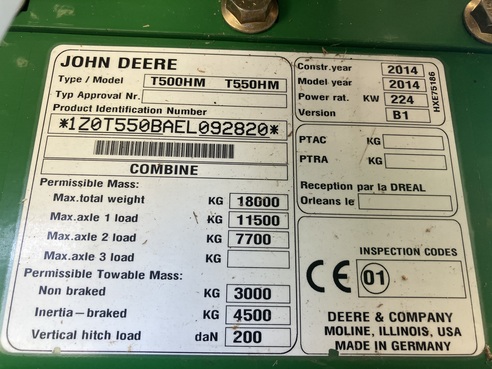 JOHN DEERE
Type / Model T500HM T550HM
Typ Approval Nr.
Product Identification Number
*1Z0T550BAEL092820*
COMBINE
Permissible Mass:
Max.total weight KG 18000
Max.axle 1 load KG 11500
Max.axle 2 load KG 7700
Max.axle 3 load KG
Permissible Towable Mass:
Non braked KG 3000
Inertia–braked KG 4500
Vertical hitch load daN 200
Constr.year 2014
Model year 2014
Power rat. KW 224
Version B1
HXE75186
PTAC KG
PTRA KG
Reception par la DREAL
Orleans le
INSPECTION CODES
CE 01
DEERE & COMPANY
MOLINE, ILLINOIS, USA
MADE IN GERMANY